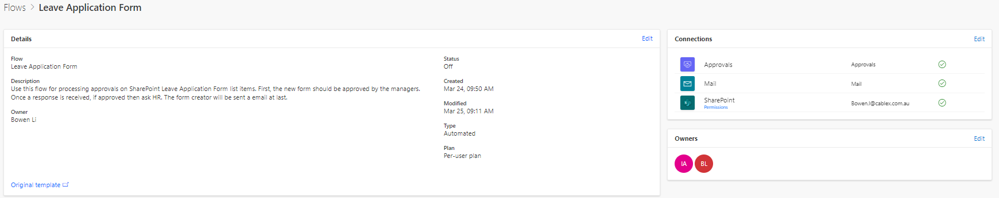 Flows > Leave Application Form
Details
Edit
Flow
Leave Application Form
Description
Use this flow for processing approvals on SharePoint Leave Application Form list items. First, the new form should be approved by the managers.
Once a response is received, if approved then ask HR. The form creator will be sent a email at last.
Owner
Bowen Li
Status
Off
Created
Mar 24, 09:50 AM
Modified
Mar 25, 09:11 AM
Type
Automated
Plan
Per-user plan
Original template
Connections
Edit
Approvals Approvals
Mail Mail
SharePoint Bowen.l@cablex.com.au
Permissions
Owners
Edit
IA BL